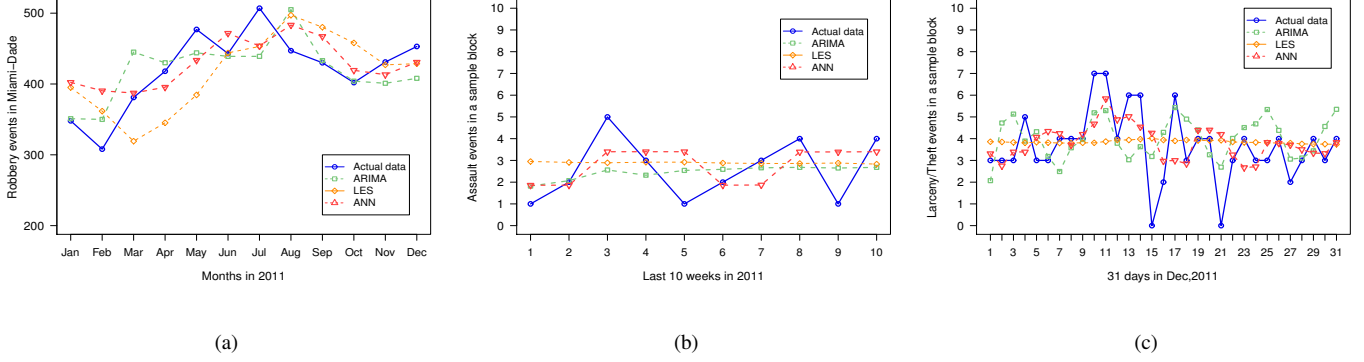 Robbery events in Miami-Dade
500
400
300
200
Jan Feb Mar Apr May Jun Jul Aug Sep Oct Nov Dec
Months in 2011
Actual data
ARIMA
LES
ANN
(a)
Assault events in a sample block
10
9
8
7
6
5
4
3
2
1
0
1 2 3 4 5 6 7 8 9 10
Last 10 weeks in 2011
Actual data
ARIMA
LES
ANN
(b)
Larceny/Theft events in a sample block
10
9
8
7
6
5
4
3
2
1
0
1 3 5 7 9 11 13 15 17 19 21 23 25 27 29 31
31 days in Dec,2011
Actual data
ARIMA
LES
ANN
(c)